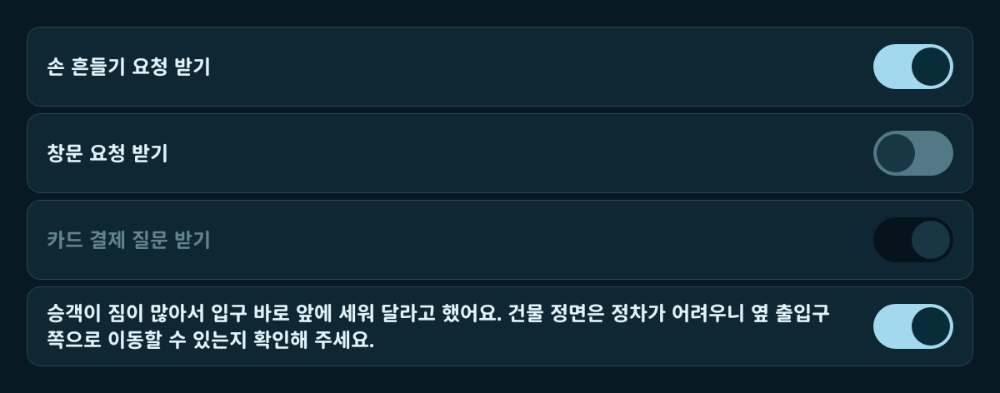 손 흔들기 요청 받기
창문 요청 받기
카드 결제 질문 받기
승객이 짐이 많아서 입구 바로 앞에 세워 달라고 했어요. 건물 정면은 정차가 어려우니 옆 출입구
쪽으로 이동할 수 있는지 확인해 주세요.